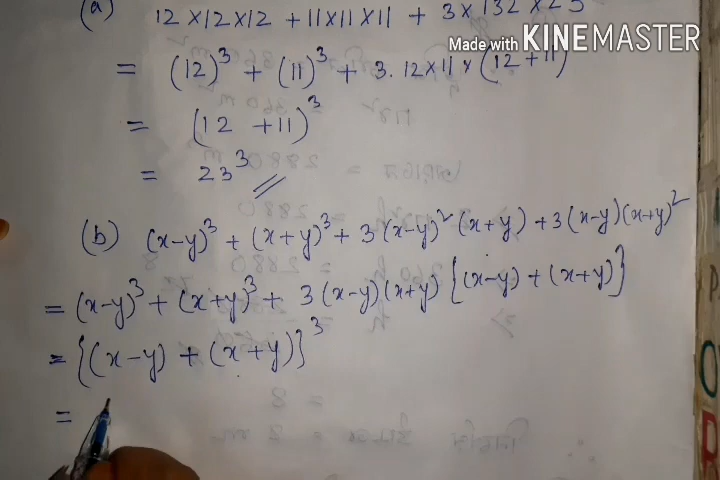 (a) 12 × 12 × 12 + 11 × 11 × 11 + 3 × 132 × 23
Made with KINEMASTER
= (12)³ + (11)³ + 3. 12 × 11 × (12 + 11)
= (12 + 11)³
= 23³
(b) (x-y)³ + (x+y)³ + 3(x-y)² (x+y) + 3(x-y)(x+y)²
= (x-y)³ + (x+y)³ + 3(x-y)(x+y) {(x-y) + (x+y)}
= {(x-y) + (x+y)}³
=